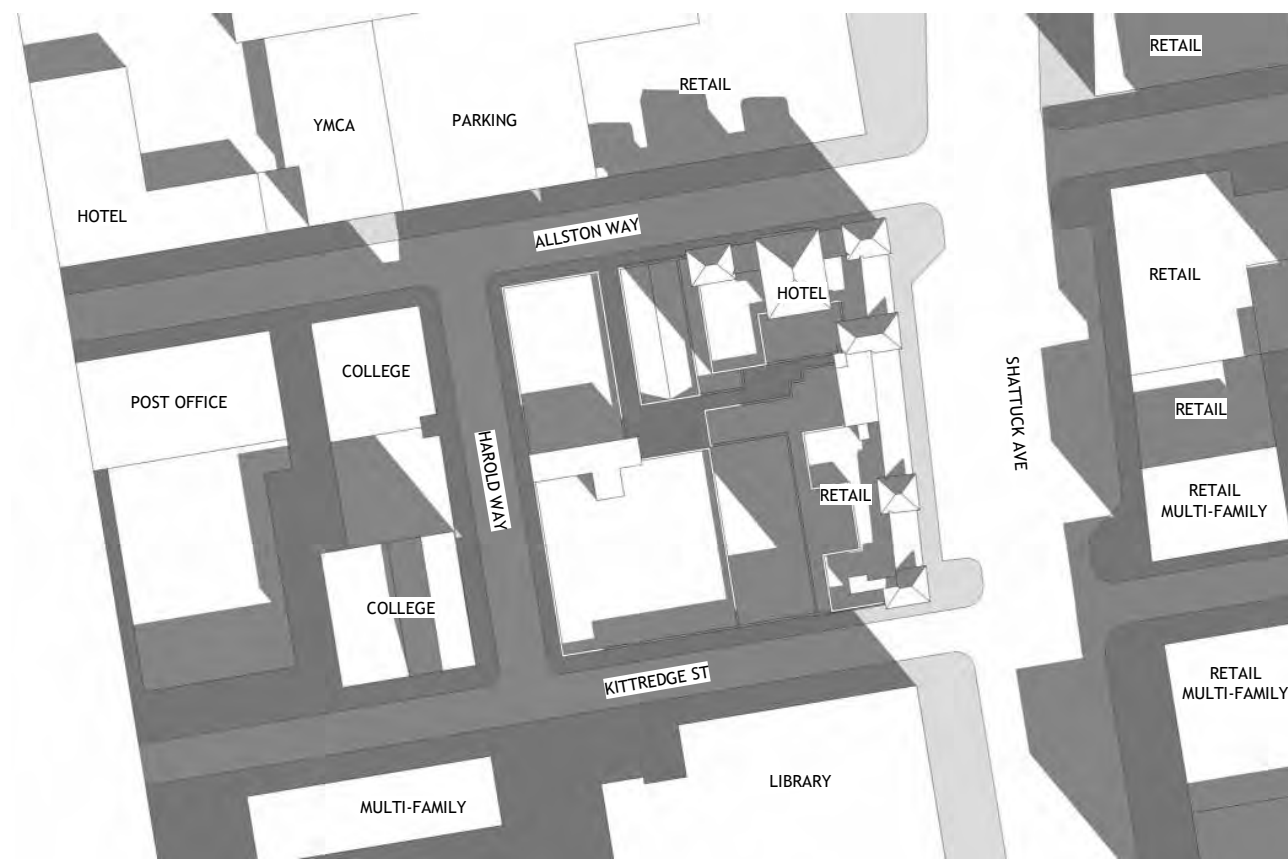 RETAIL
RETAIL
YMCA
PARKING
HOTEL
ALLSTON WAY
RETAIL
HOTEL
COLLEGE
POST OFFICE
SHATTUCK AVE
RETAIL
HAROLD WAY
RETAIL
RETAIL
MULTI-FAMILY
COLLEGE
KITTREDGE ST
RETAIL
MULTI-FAMILY
LIBRARY
MULTI-FAMILY